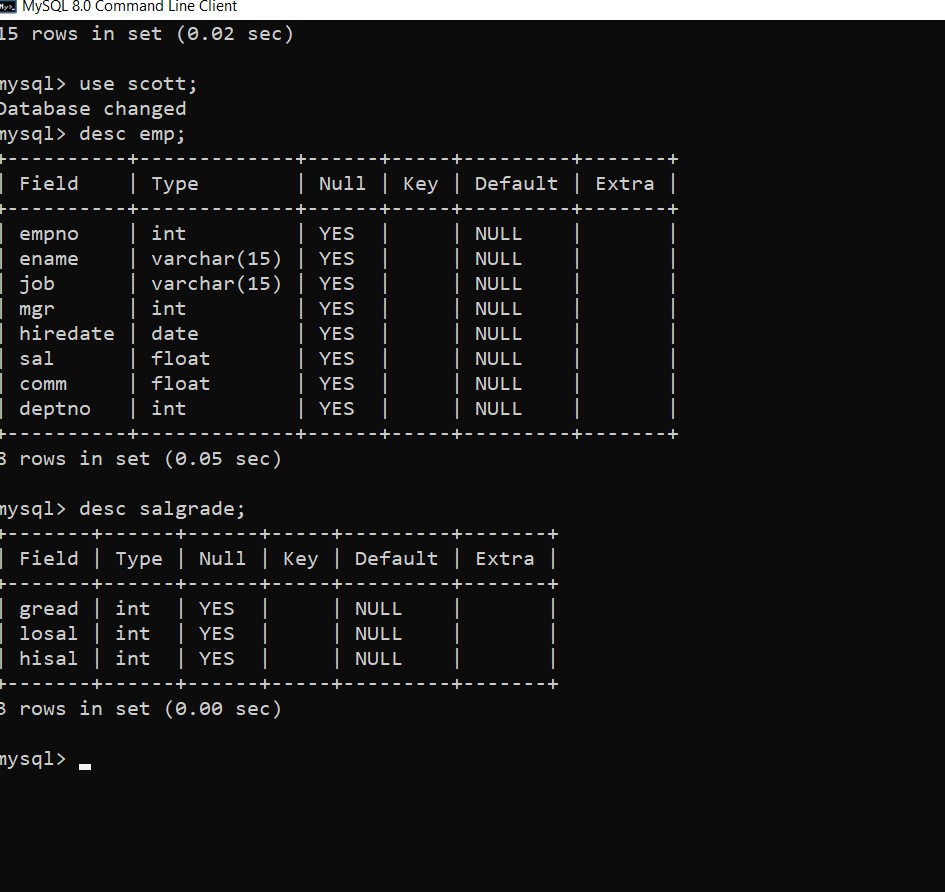 MySQL 8.0 Command Line Client
15 rows in set (0.02 sec)
mysql> use scott;
Database changed
mysql> desc emp;
+----------+-------------+------+-----+---------+-------+
| Field    | Type        | Null | Key | Default | Extra |
+----------+-------------+------+-----+---------+-------+
| empno    | int         | YES  |     | NULL    |       |
| ename    | varchar(15) | YES  |     | NULL    |       |
| job      | varchar(15) | YES  |     | NULL    |       |
| mgr      | int         | YES  |     | NULL    |       |
| hiredate | date        | YES  |     | NULL    |       |
| sal      | float       | YES  |     | NULL    |       |
| comm     | float       | YES  |     | NULL    |       |
| deptno   | int         | YES  |     | NULL    |       |
+----------+-------------+------+-----+---------+-------+
8 rows in set (0.05 sec)
mysql> desc salgrade;
+-------+------+------+-----+---------+-------+
| Field | Type | Null | Key | Default | Extra |
+-------+------+------+-----+---------+-------+
| gread | int  | YES  |     | NULL    |       |
| losal | int  | YES  |     | NULL    |       |
| hisal | int  | YES  |     | NULL    |       |
+-------+------+------+-----+---------+-------+
3 rows in set (0.00 sec)
mysql>